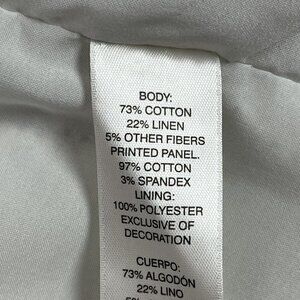 BODY:
73% COTTON
22% LINEN
5% OTHER FIBERS
PRINTED PANEL.
97% COTTON
3% SPANDEX
LINING:
100% POLYESTER
EXCLUSIVE OF
DECORATION
CUERPO:
73% ALGODÓN
22% LINO